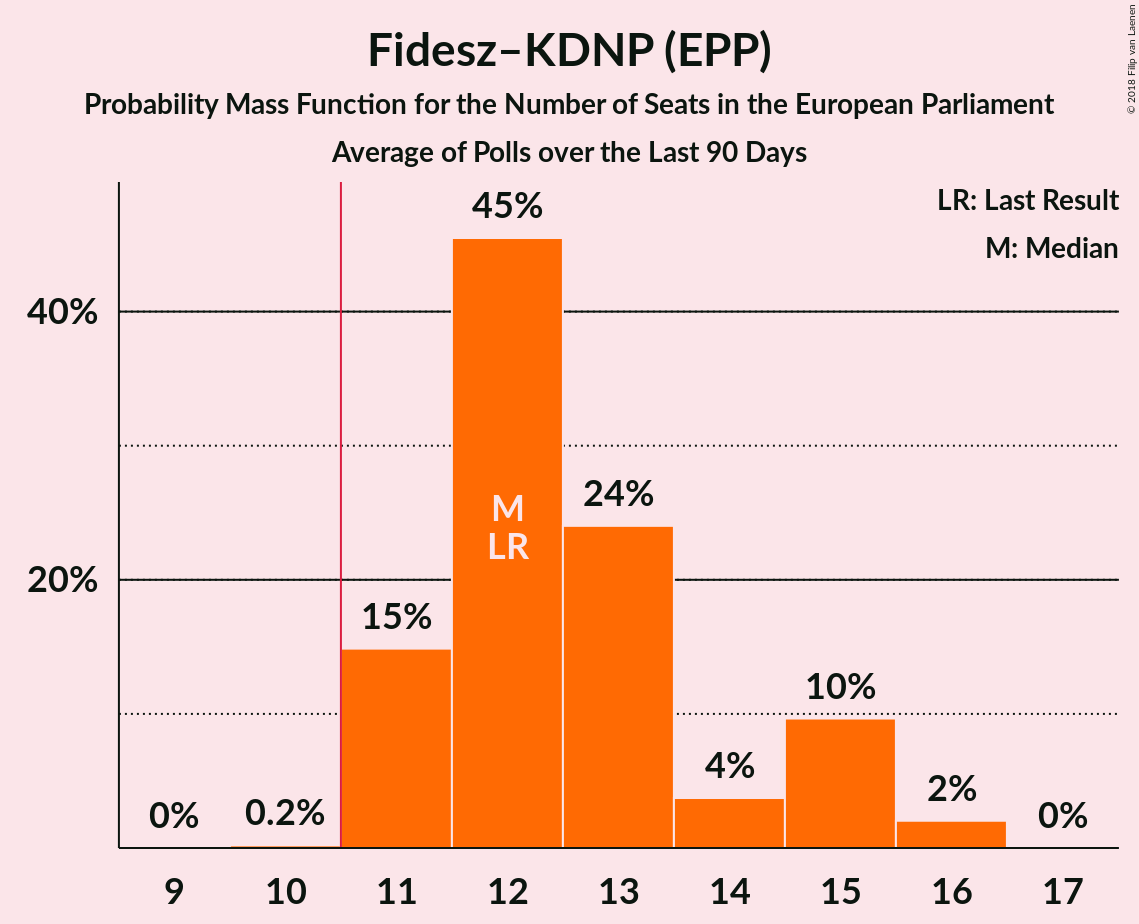 Fidesz–KDNP (EPP)
Probability Mass Function for the Number of Seats in the European Parliament
Average of Polls over the Last 90 Days
© 2018 Filip van Laenen
LR: Last Result
M: Median
45%
40%
24%
M
LR
20%
15%
10%
4%
2%
0%
0.2%
0%
9 10 11 12 13 14 15 16 17